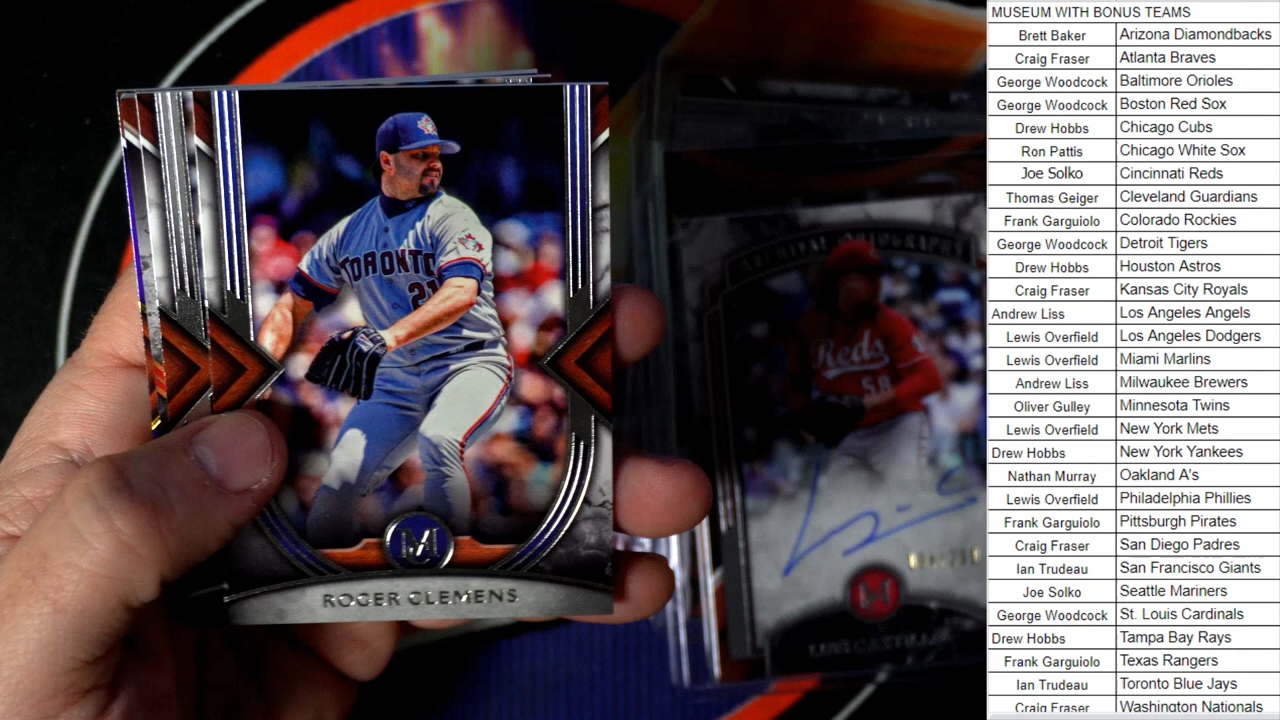 TORONTO
21
M
ROGER CLEMENS
ARCHIVAL AUTOGRAPHS
Reds
58
M
MUSEUM WITH BONUS TEAMS
Brett Baker Arizona Diamondbacks
Craig Fraser Atlanta Braves
George Woodcock Baltimore Orioles
George Woodcock Boston Red Sox
Drew Hobbs Chicago Cubs
Ron Pattis Chicago White Sox
Joe Solko Cincinnati Reds
Thomas Geiger Cleveland Guardians
Frank Garguiolo Colorado Rockies
George Woodcock Detroit Tigers
Drew Hobbs Houston Astros
Craig Fraser Kansas City Royals
Andrew Liss Los Angeles Angels
Lewis Overfield Los Angeles Dodgers
Lewis Overfield Miami Marlins
Andrew Liss Milwaukee Brewers
Oliver Gulley Minnesota Twins
Lewis Overfield New York Mets
Drew Hobbs New York Yankees
Nathan Murray Oakland A's
Lewis Overfield Philadelphia Phillies
Frank Garguiolo Pittsburgh Pirates
Craig Fraser San Diego Padres
Ian Trudeau San Francisco Giants
Joe Solko Seattle Mariners
George Woodcock St. Louis Cardinals
Drew Hobbs Tampa Bay Rays
Frank Garguiolo Texas Rangers
Ian Trudeau Toronto Blue Jays
Craig Fraser Washington Nationals